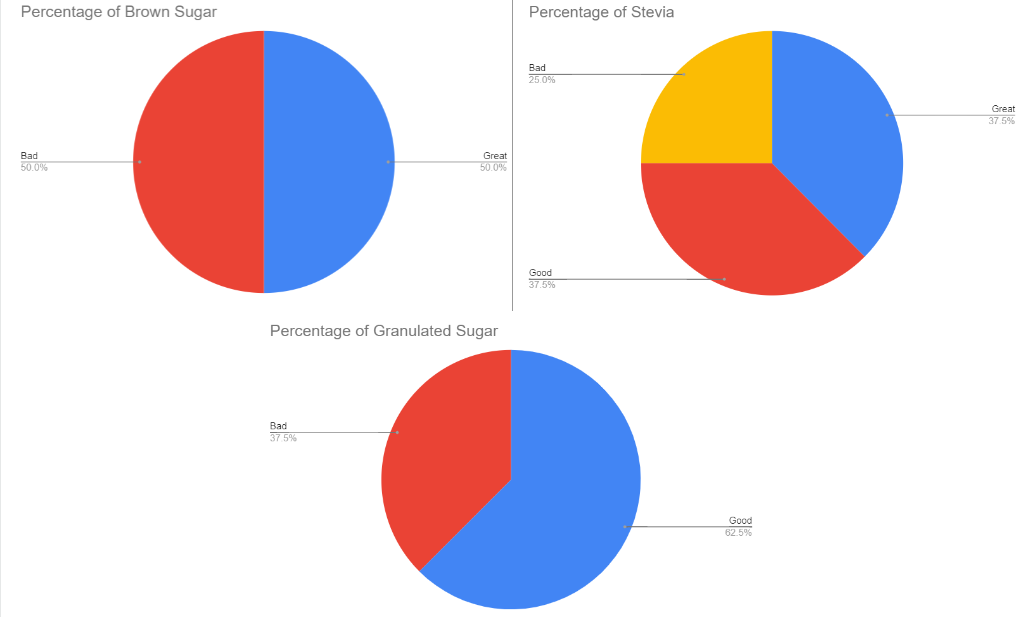 Percentage of Brown Sugar
Bad
50.0%
Great
50.0%
Percentage of Stevia
Bad
25.0%
Great
37.5%
Good
37.5%
Percentage of Granulated Sugar
Bad
37.5%
Good
62.5%